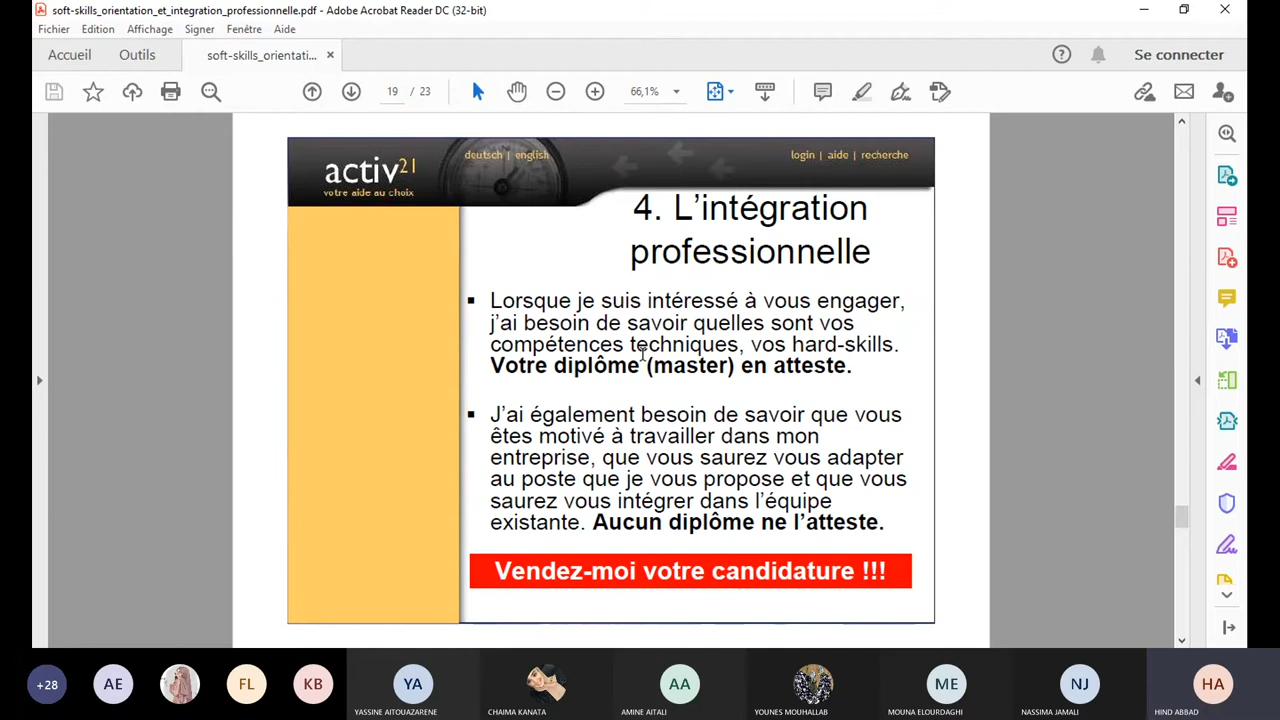 soft-skills_orientation_et_integration_professionnelle.pdf - Adobe Acrobat Reader DC (32-bit)
Fichier Edition Affichage Signer Fenêtre Aide
Accueil Outils soft-skills_orientati... × Se connecter
19 / 23 66,1%
activ21
votre aide au choix
deutsch | english
login | aide | recherche
4. L'intégration
professionnelle
▪ Lorsque je suis intéressé à vous engager,
j'ai besoin de savoir quelles sont vos
compétences techniques, vos hard-skills.
Votre diplôme (master) en atteste.
▪ J'ai également besoin de savoir que vous
êtes motivé à travailler dans mon
entreprise, que vous saurez vous adapter
au poste que je vous propose et que vous
saurez vous intégrer dans l'équipe
existante. Aucun diplôme ne l'atteste.
Vendez-moi votre candidature !!!
+28 AE FL KB YA AA ME NJ HA
YASSINE AITOUAZARENE CHAIMA KANATA AMINE AITALI YOUNES MOUHALLAB MOUNA ELOURDAGHI NASSIMA JAMALI HIND ABBAD